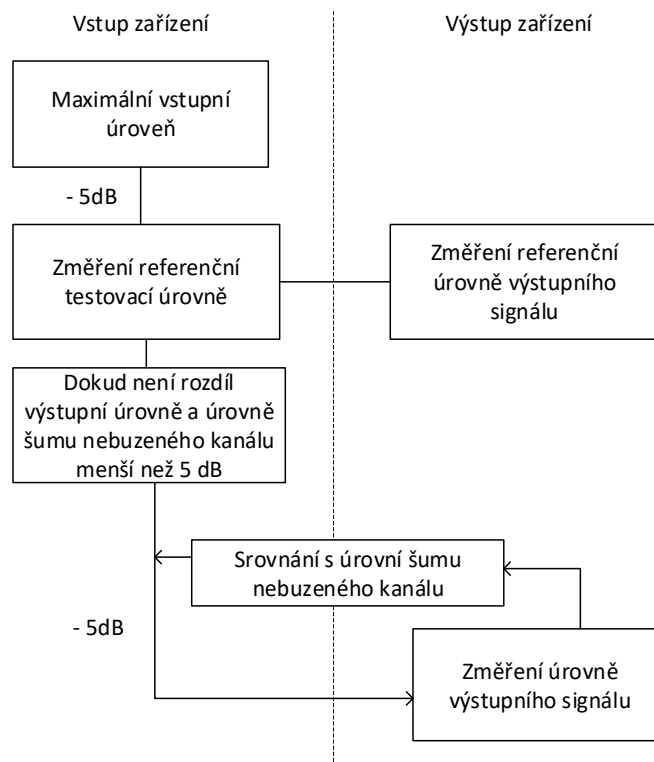 Vstup zařízení
Výstup zařízení
Maximální vstupní
úroveň
- 5dB
Změření referenční
testovací úrovně
Změření referenční
úrovně výstupního
signálu
Dokud není rozdíl
výstupní úrovně a úrovně
šumu nebuzeného kanálu
menší než 5 dB
Srovnání s úrovní šumu
nebuzeného kanálu
- 5dB
Změření úrovně
výstupního signálu